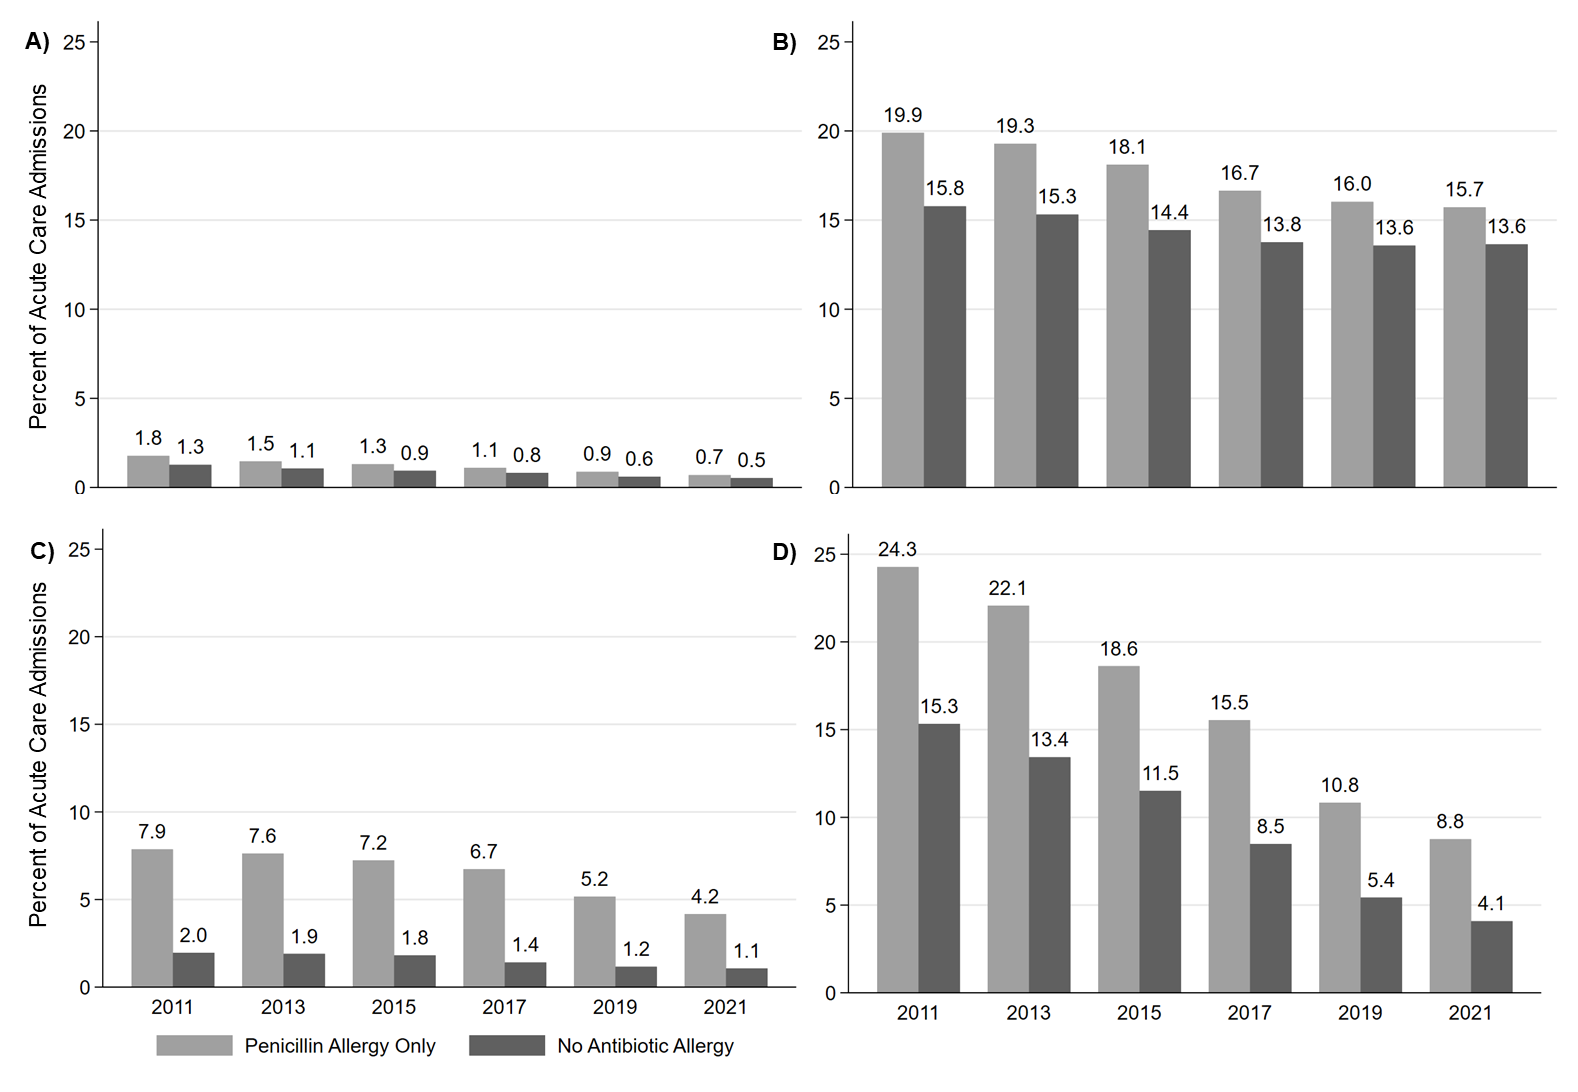 A)
Percent of Acute Care Admissions
25
20
15
10
5
0
1.8 1.3 1.5 1.1 1.3 0.9 1.1 0.8 0.9 0.6 0.7 0.5
B)
25
20
15
10
5
0
19.9 15.8 19.3 15.3 18.1 14.4 16.7 13.8 16.0 13.6 15.7 13.6
C)
Percent of Acute Care Admissions
25
20
15
10
5
0
7.9 2.0 7.6 1.9 7.2 1.8 6.7 1.4 5.2 1.2 4.2 1.1
2011 2013 2015 2017 2019 2021
D)
25
20
15
10
5
0
24.3 15.3 22.1 13.4 18.6 11.5 15.5 8.5 10.8 5.4 8.8 4.1
2011 2013 2015 2017 2019 2021
Penicillin Allergy Only No Antibiotic Allergy